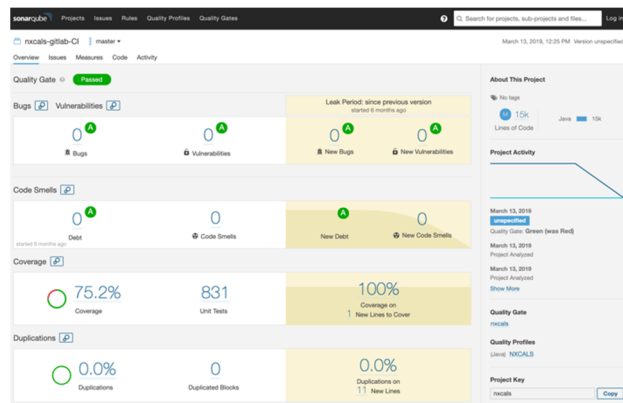 sonarqube Projects Issues Rules Quality Profiles Quality Gates Search for projects, sub-projects and files... Log in
nxcals-gitlab-CI master March 13, 2019, 12:25 PM Version unspecified
Overview Issues Measures Code Activity
Quality Gate Passed
Bugs Vulnerabilities
Leak Period: since previous version
started 6 months ago
0 A 0 A 0 A 0 A
Bugs Vulnerabilities New Bugs New Vulnerabilities
Code Smells
0 A 0 A 0
Debt Code Smells New Debt New Code Smells
started 6 months ago
Coverage
75.2% 831 100%
Coverage Unit Tests Coverage on
1 New Lines to Cover
Duplications
0.0% 0 0.0%
Duplications Duplicated Blocks Duplications on
11 New Lines
About This Project
No tags
M 15k Java 15k
Lines of Code
Project Activity
March 13, 2019
unspecified
Quality Gate: Green (was Red)
March 13, 2019
Project Analyzed
March 13, 2019
Project Analyzed
Show More
Quality Gate
nxcals
Quality Profiles
(Java) NXCALS
Project Key
nxcals Copy